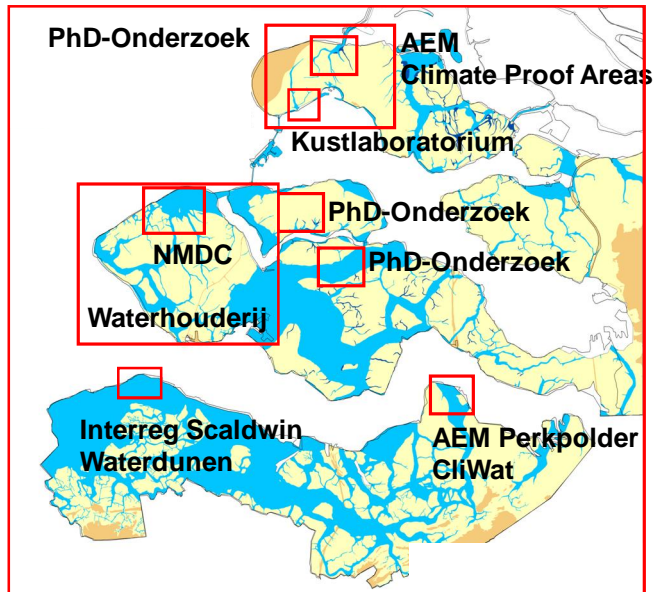 PhD-Onderzoek
AEM
Climate Proof Areas
Kustlaboratorium
PhD-Onderzoek
NMDC
PhD-Onderzoek
Waterhouderij
Interreg Scaldwin
Waterdunen
AEM Perkpolder
CliWat